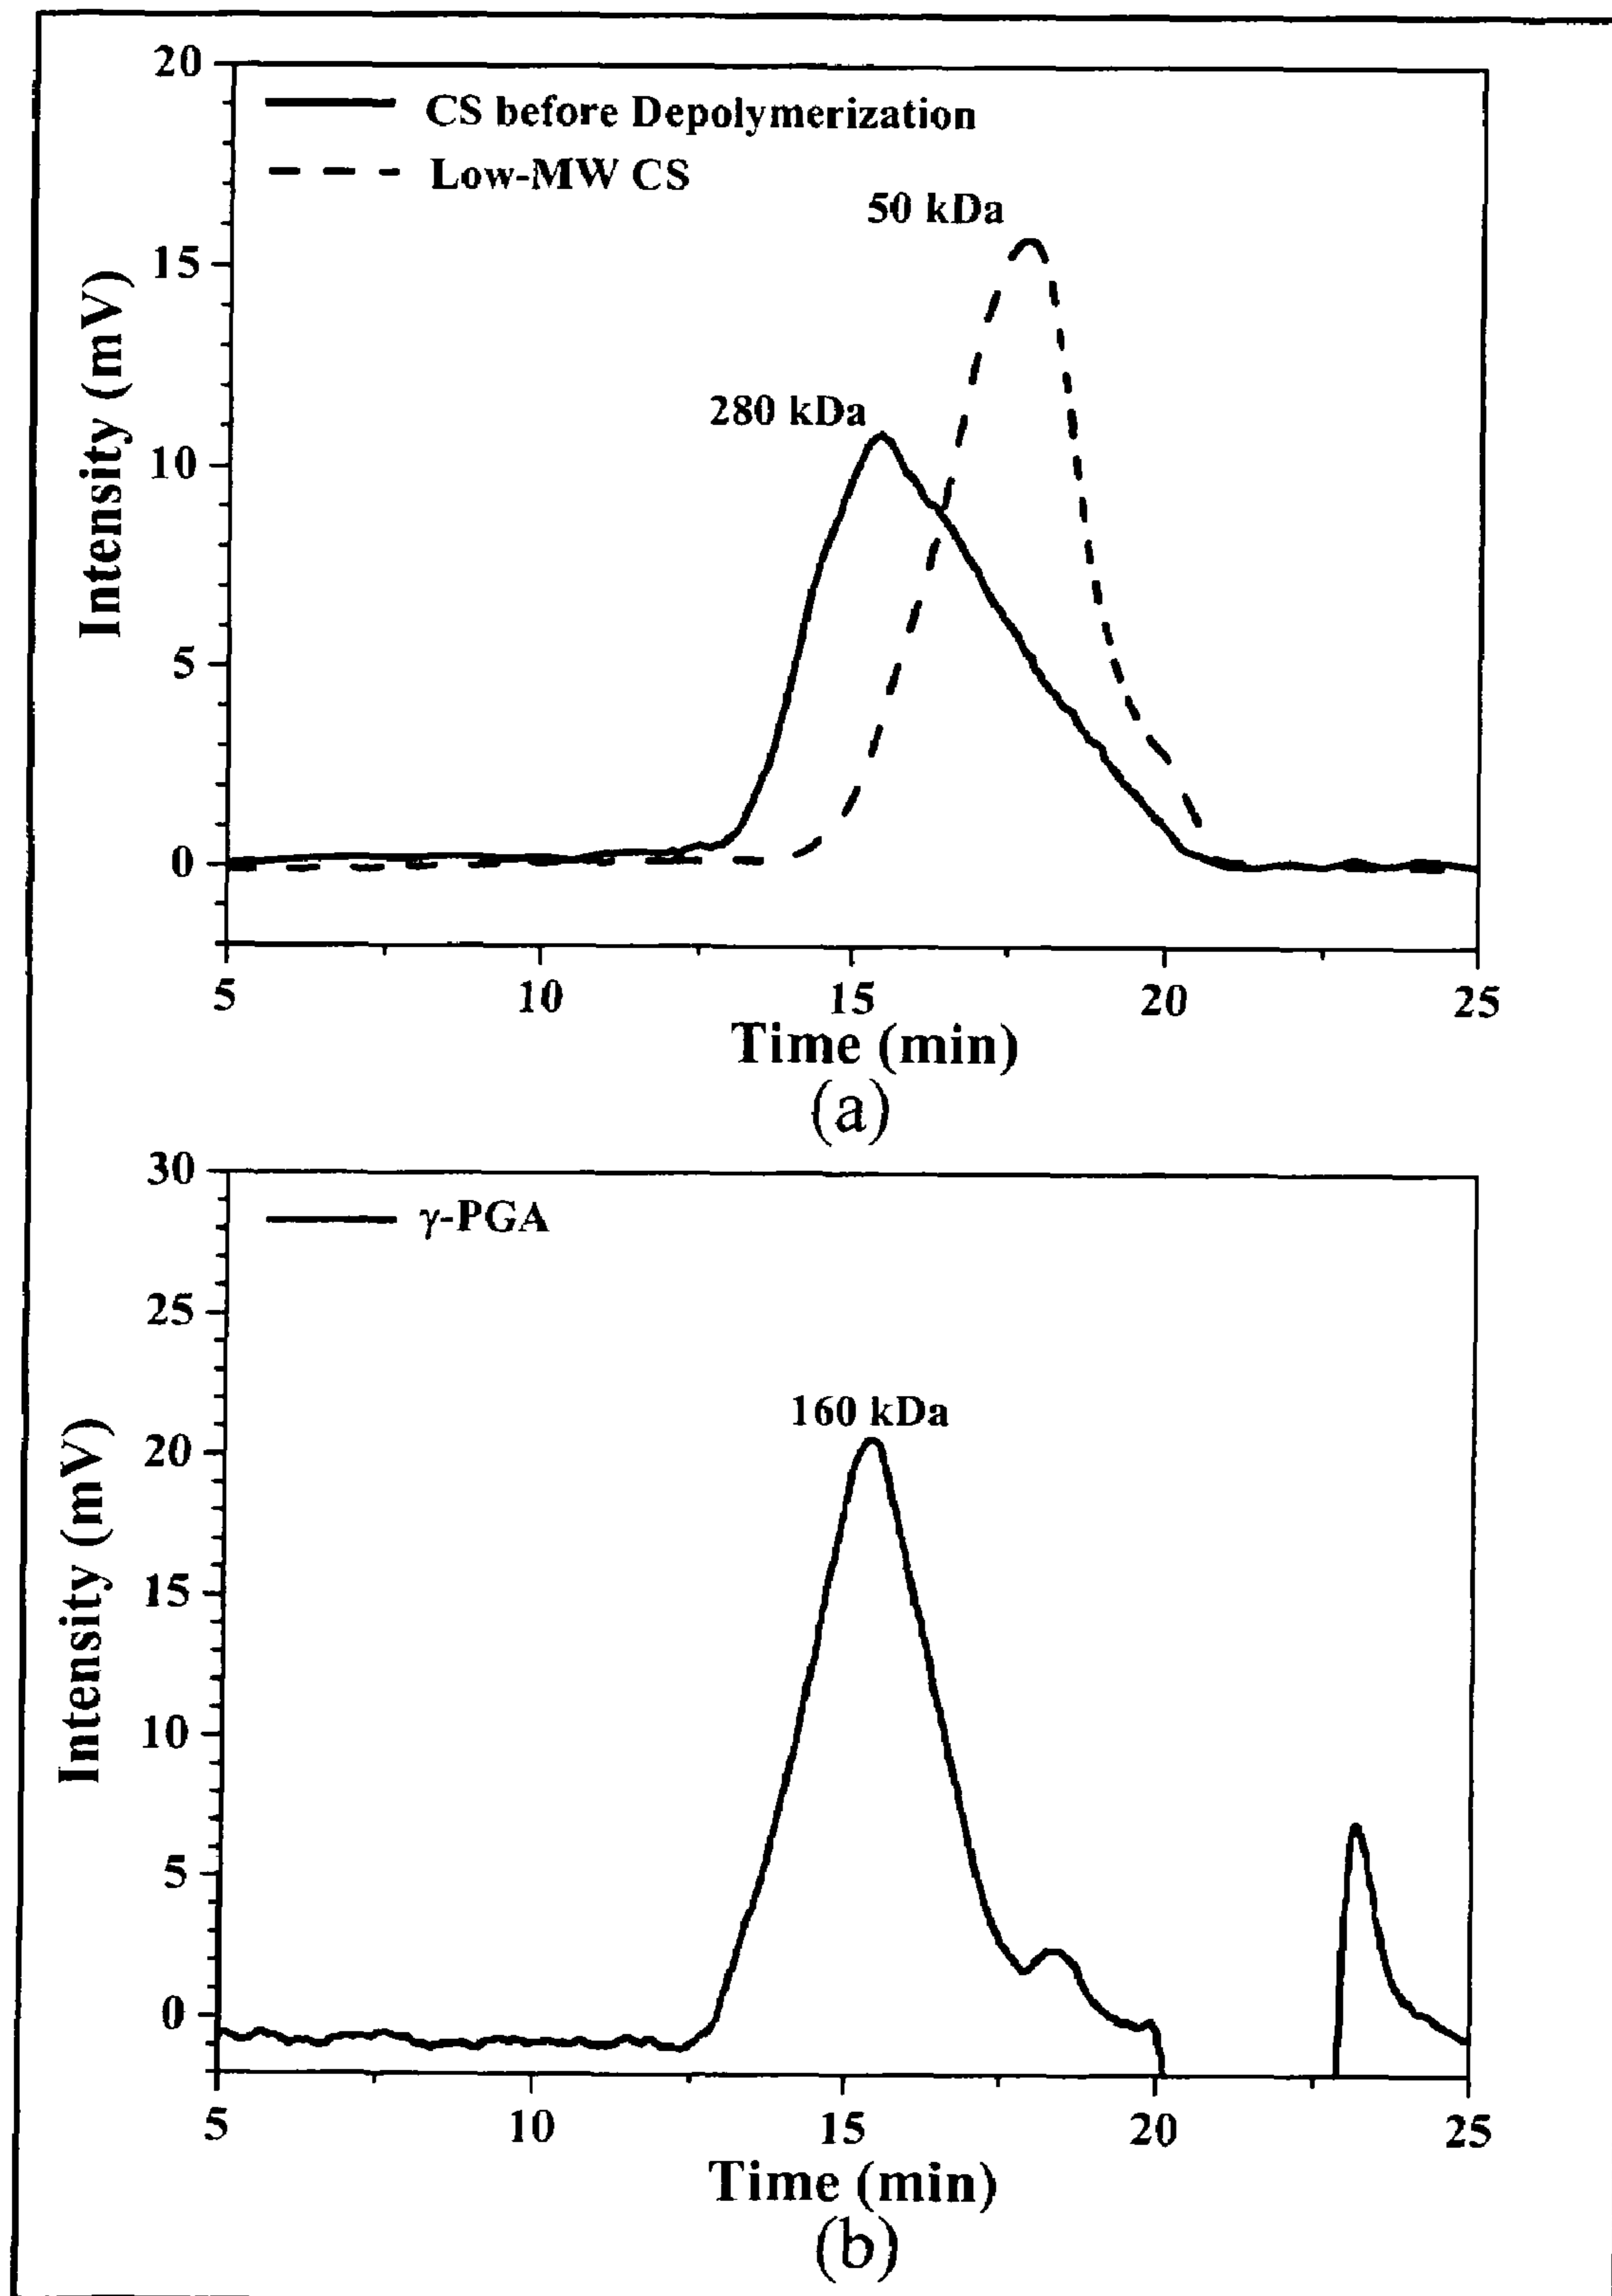 20
CS before Depolymerization
Low-MW CS
50 kDa
15
280 kDa
10
5
0
Intensity (mV)
5 10 15 20 25
Time (min)
(a)
30
γ-PGA
25
160 kDa
20
15
10
5
0
Intensity (mV)
5 10 15 20 25
Time (min)
(b)